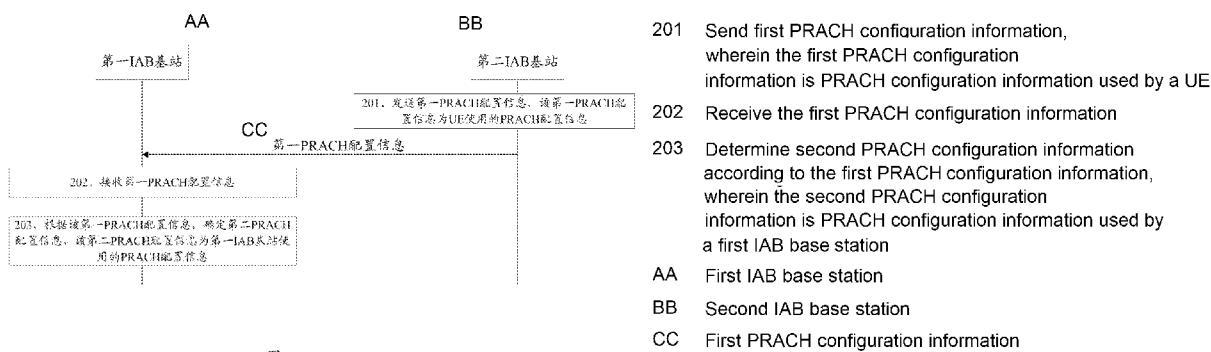 AA
BB
第一IAB基站
第二IAB基站
201、发送第一PRACH配置信息，该第一PRACH配
置信息为UE使用的PRACH配置信息
CC
第一PRACH配置信息
202、接收第一PRACH配置信息
203、根据该第一PRACH配置信息，确定第二PRACH
配置信息，该第二PRACH配置信息为第一IAB基站使
用的PRACH配置信息
201 Send first PRACH configuration information,
wherein the first PRACH configuration
information is PRACH configuration information used by a UE
202 Receive the first PRACH configuration information
203 Determine second PRACH configuration information
according to the first PRACH configuration information,
wherein the second PRACH configuration
information is PRACH configuration information used by
a first IAB base station
AA First IAB base station
BB Second IAB base station
CC First PRACH configuration information